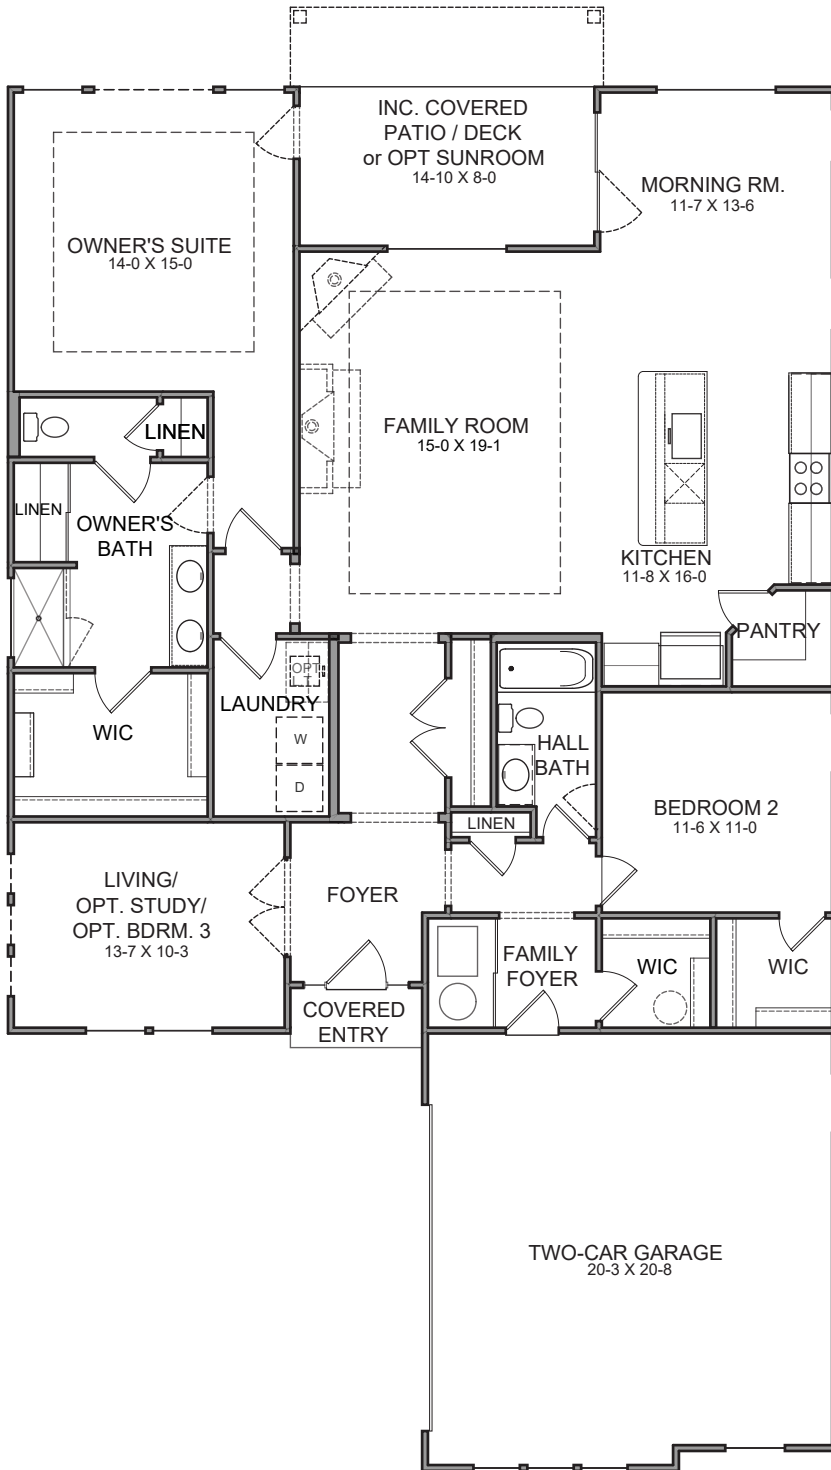 INC. COVERED
PATIO / DECK
or OPT SUNROOM
14-10 X 8-0
MORNING RM.
11-7 X 13-6
OWNER'S SUITE
14-0 X 15-0
FAMILY ROOM
15-0 X 19-1
LINEN
LINEN
OWNER'S
BATH
KITCHEN
11-8 X 16-0
PANTRY
OPT
LT
LAUNDRY
W
D
WIC
HALL
BATH
BEDROOM 2
11-6 X 11-0
LINEN
LIVING/
OPT. STUDY/
OPT. BDRM. 3
13-7 X 10-3
FOYER
FAMILY
FOYER
WIC
WIC
COVERED
ENTRY
TWO-CAR GARAGE
20-3 X 20-8